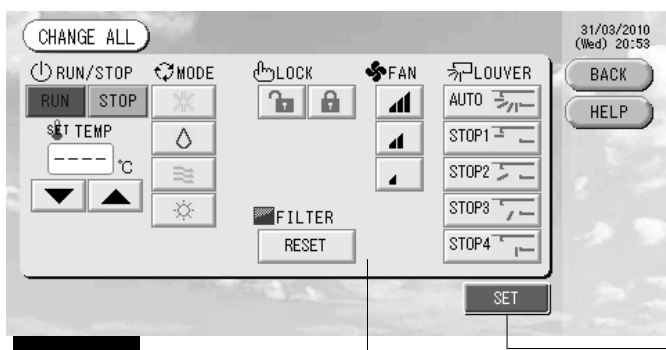 CHANGE ALL
31/03/2010
(Wed) 20:53
RUN/STOP
MODE
LOCK
FAN
LOUVER
BACK
RUN
STOP
AUTO
HELP
SET TEMP
STOP1
----
°C
STOP2
STOP3
FILTER
RESET
STOP4
SET